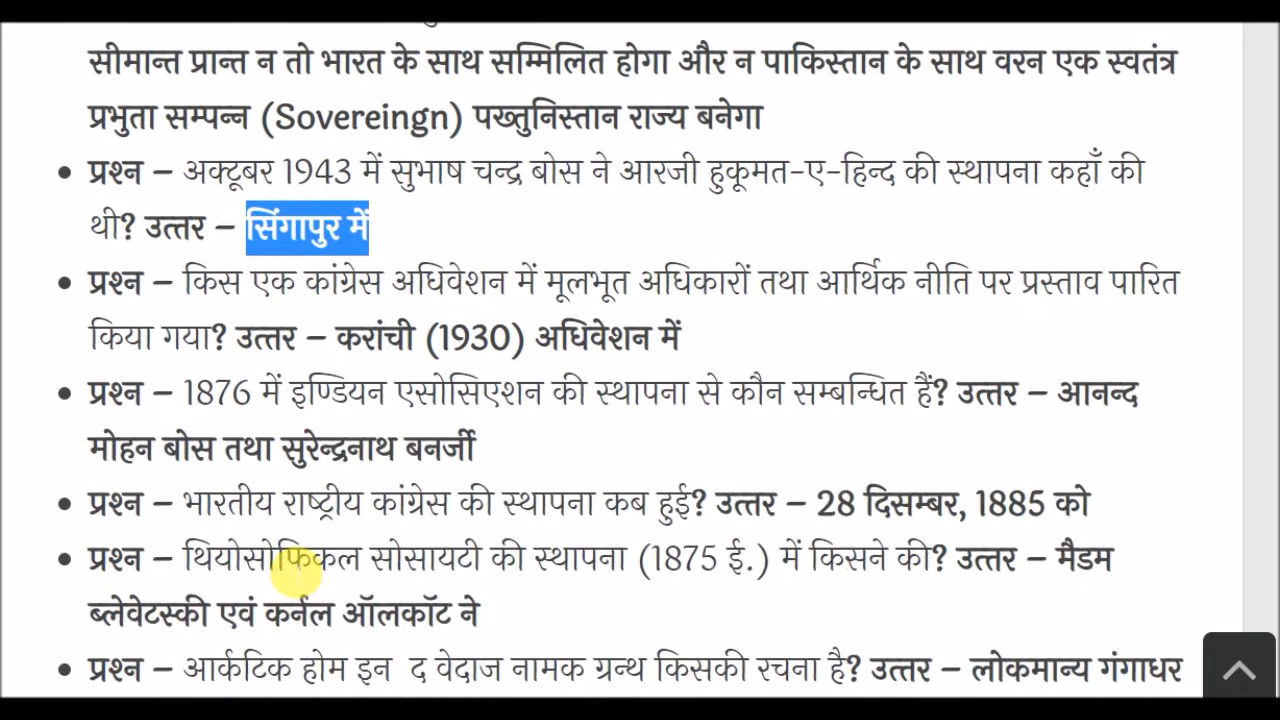 सीमान्त प्रान्त न तो भारत के साथ सम्मिलित होगा और न पाकिस्तान के साथ वरन एक स्वतंत्र
प्रभुता सम्पन्न (Sovereingn) पख्तुनिस्तान राज्य बनेगा
• प्रश्न – अक्टूबर 1943 में सुभाष चन्द्र बोस ने आरजी हुकूमत-ए-हिन्द की स्थापना कहाँ की
थी? उत्तर – सिंगापुर में
• प्रश्न – किस एक कांग्रेस अधिवेशन में मूलभूत अधिकारों तथा आर्थिक नीति पर प्रस्ताव पारित
किया गया? उत्तर – करांची (1930) अधिवेशन में
• प्रश्न – 1876 में इण्डियन एसोसिएशन की स्थापना से कौन सम्बन्धित हैं? उत्तर – आनन्द
मोहन बोस तथा सुरेन्द्रनाथ बनर्जी
• प्रश्न – भारतीय राष्ट्रीय कांग्रेस की स्थापना कब हुई? उत्तर – 28 दिसम्बर, 1885 को
• प्रश्न – थियोसोफिकल सोसायटी की स्थापना (1875 ई.) में किसने की? उत्तर – मैडम
ब्लेवेटस्की एवं कर्नल ऑलकॉट ने
• प्रश्न – आर्कटिक होम इन द वेदाज नामक ग्रन्थ किसकी रचना है? उत्तर – लोकमान्य गंगाधर